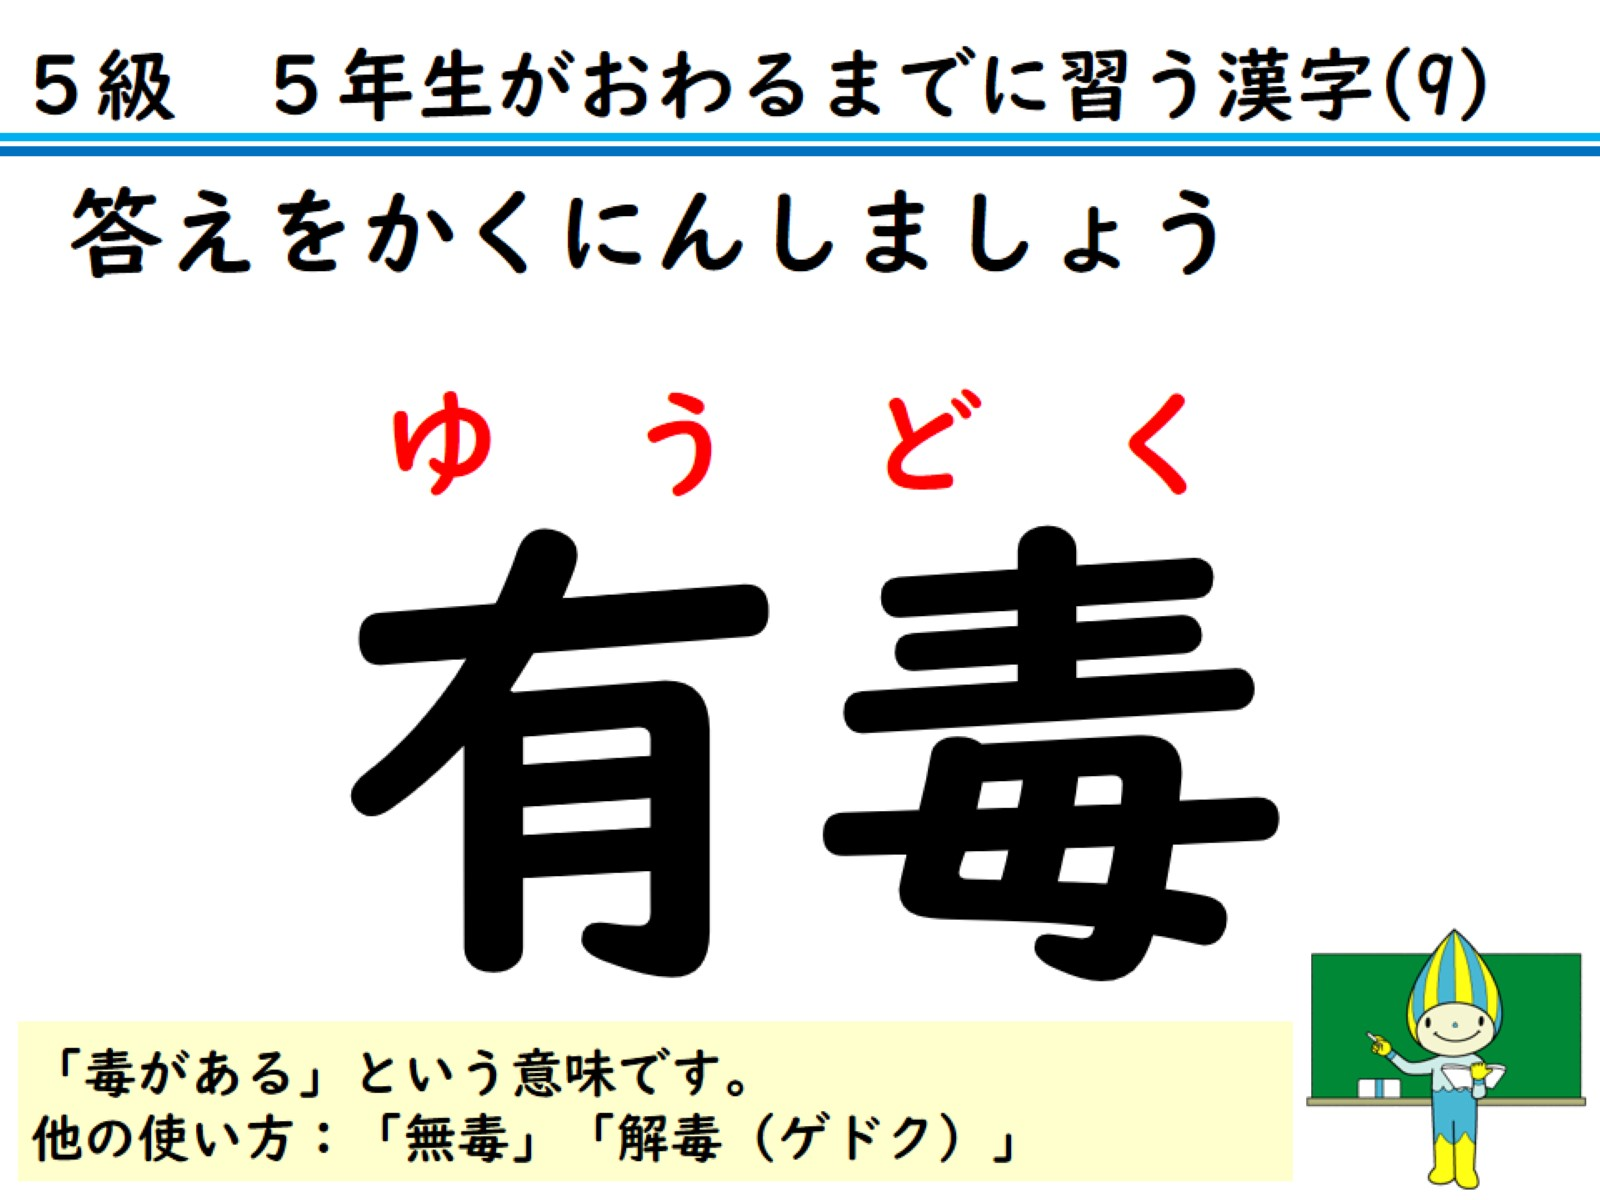 ５級　５年生がおわるまでに習う漢字(9)
答えをかくにんしましょう
ゆうどく
有毒
「毒がある」という意味です。
他の使い方：「無毒」「解毒（ゲドク）」